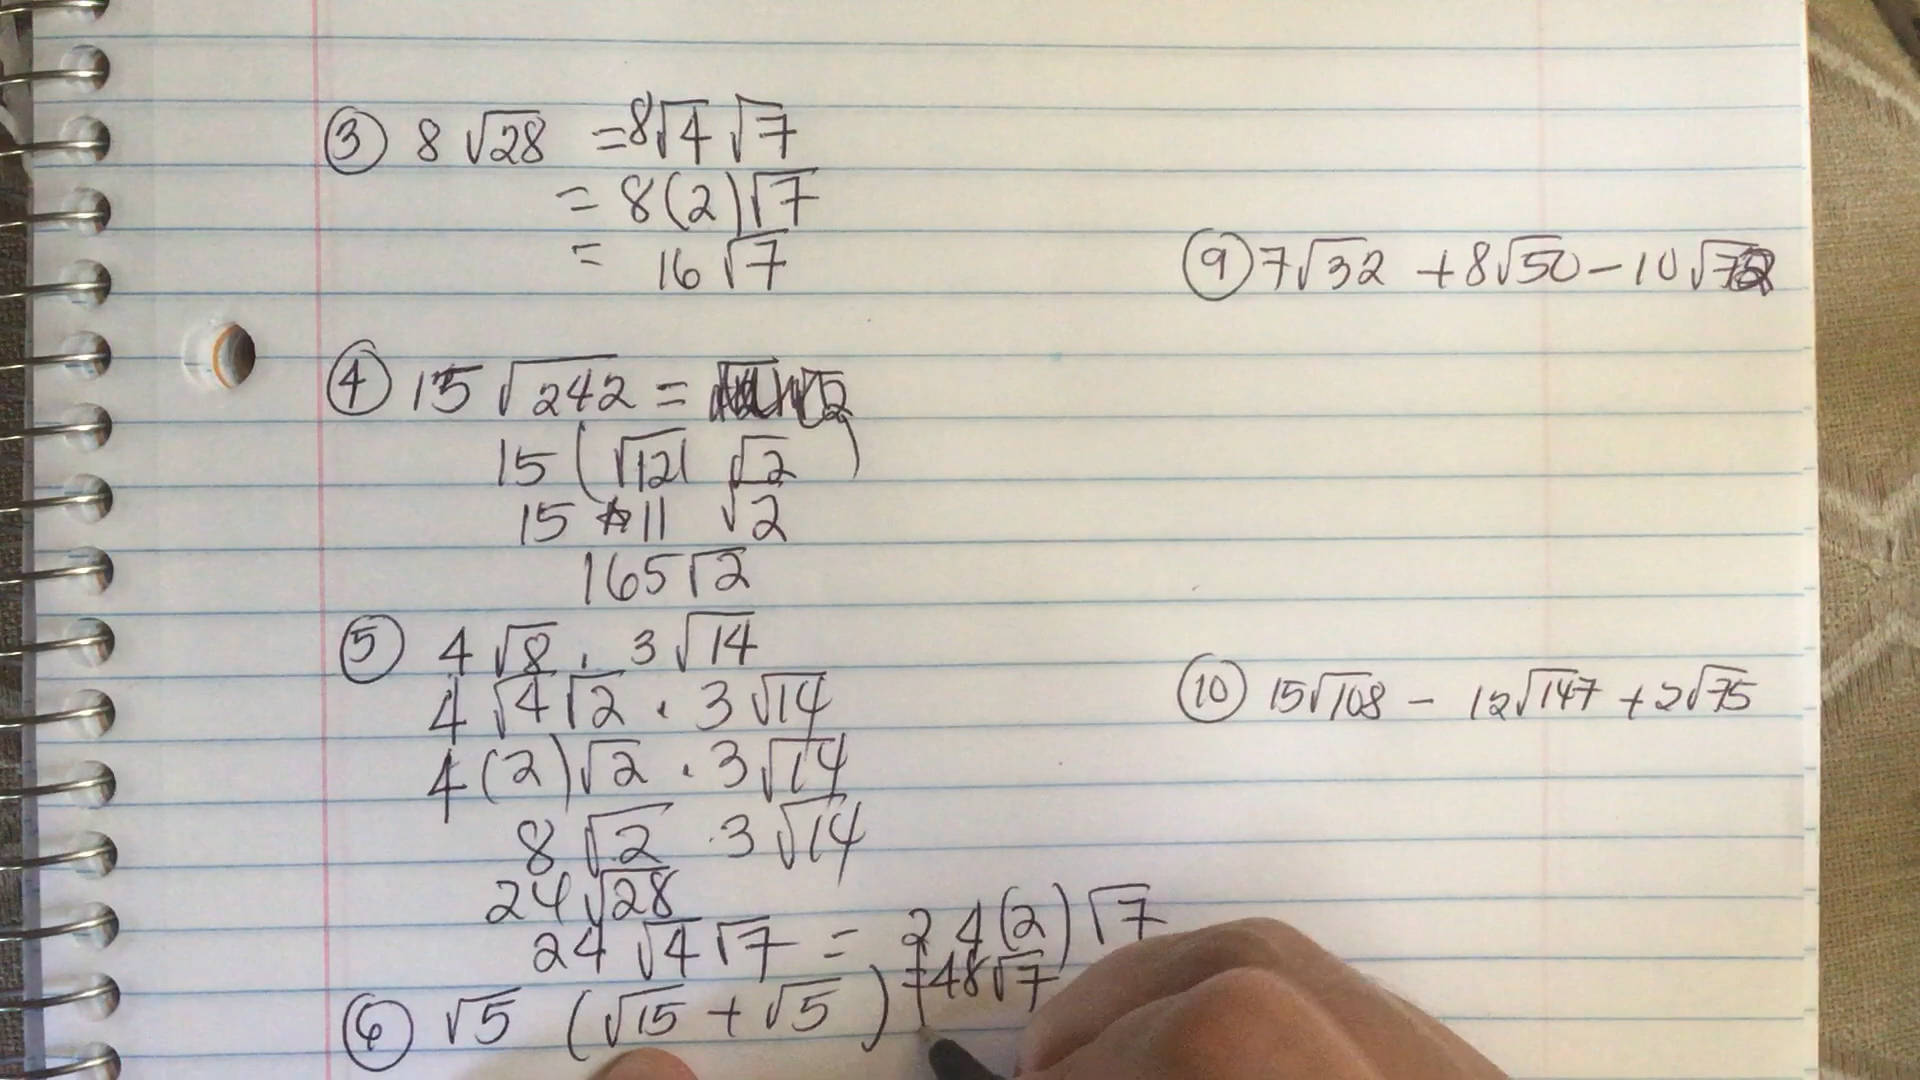 ③ 8 √28 = 8√4 √7
= 8(2)√7
= 16 √7
④ 15 √242 =
15 (√121 √2 )
15 * 11 √2
165√2
⑤ 4 √8 . 3 √14
4 √4 √2 . 3 √14
4 (2)√2 . 3 √14
8 √2 . 3 √14
24 √28
24 √4 √7 = 24(2) √7
= 48√7
⑥ √5 (√15 + √5 )
⑨ 7√32 + 8√50 - 10√72
⑩ 15√108 - 12√147 + 2√75